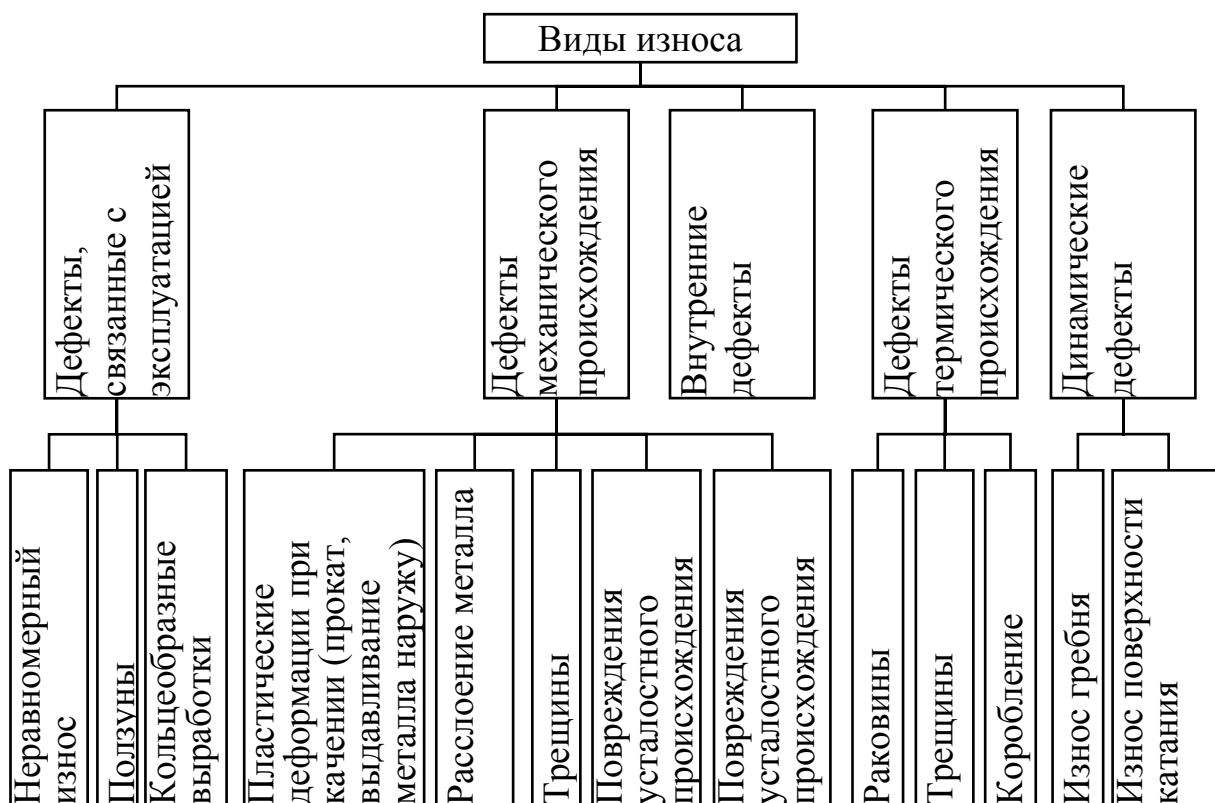 Виды износа
Дефекты,
связанные с
эксплуатацией
Дефекты
механического
происхождения
Внутренние
дефекты
Дефекты
термического
происхождения
Динамические
дефекты
Неравномерный
износ
Ползуны
Кольцеобразные
выработки
Пластические
деформации при
качении (прокат,
выдавливание
металла наружу)
Расслоение металла
Трещины
Повреждения
усталостного
происхождения
Повреждения
усталостного
происхождения
Раковины
Трещины
Коробление
Износ гребня
Износ поверхности
катания